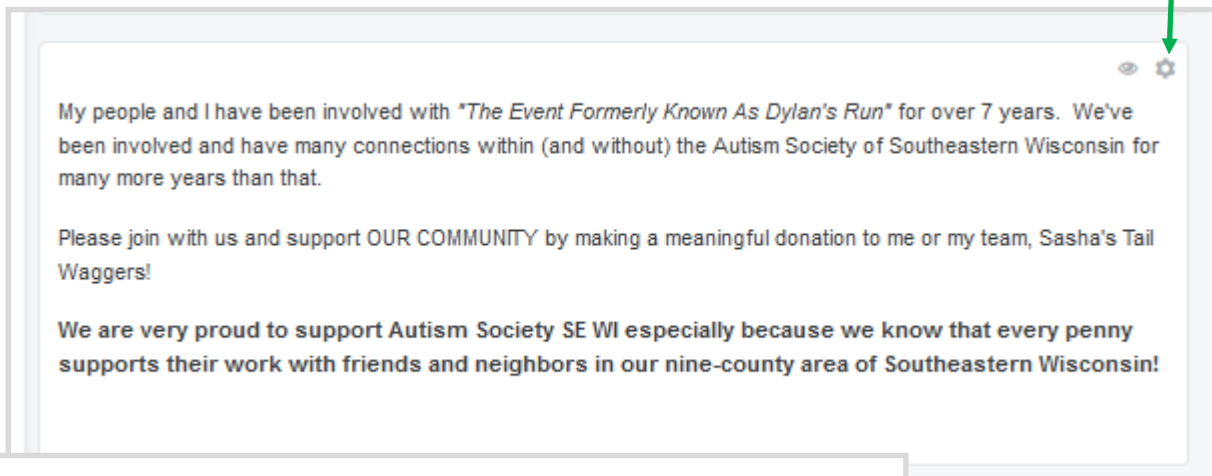 My people and I have been involved with "The Event Formerly Known As Dylan's Run" for over 7 years.  We've
been involved and have many connections within (and without) the Autism Society of Southeastern Wisconsin for
many more years than that.
Please join with us and support OUR COMMUNITY by making a meaningful donation to me or my team, Sasha's Tail
Waggers!
We are very proud to support Autism Society SE WI especially because we know that every penny
supports their work with friends and neighbors in our nine-county area of Southeastern Wisconsin!